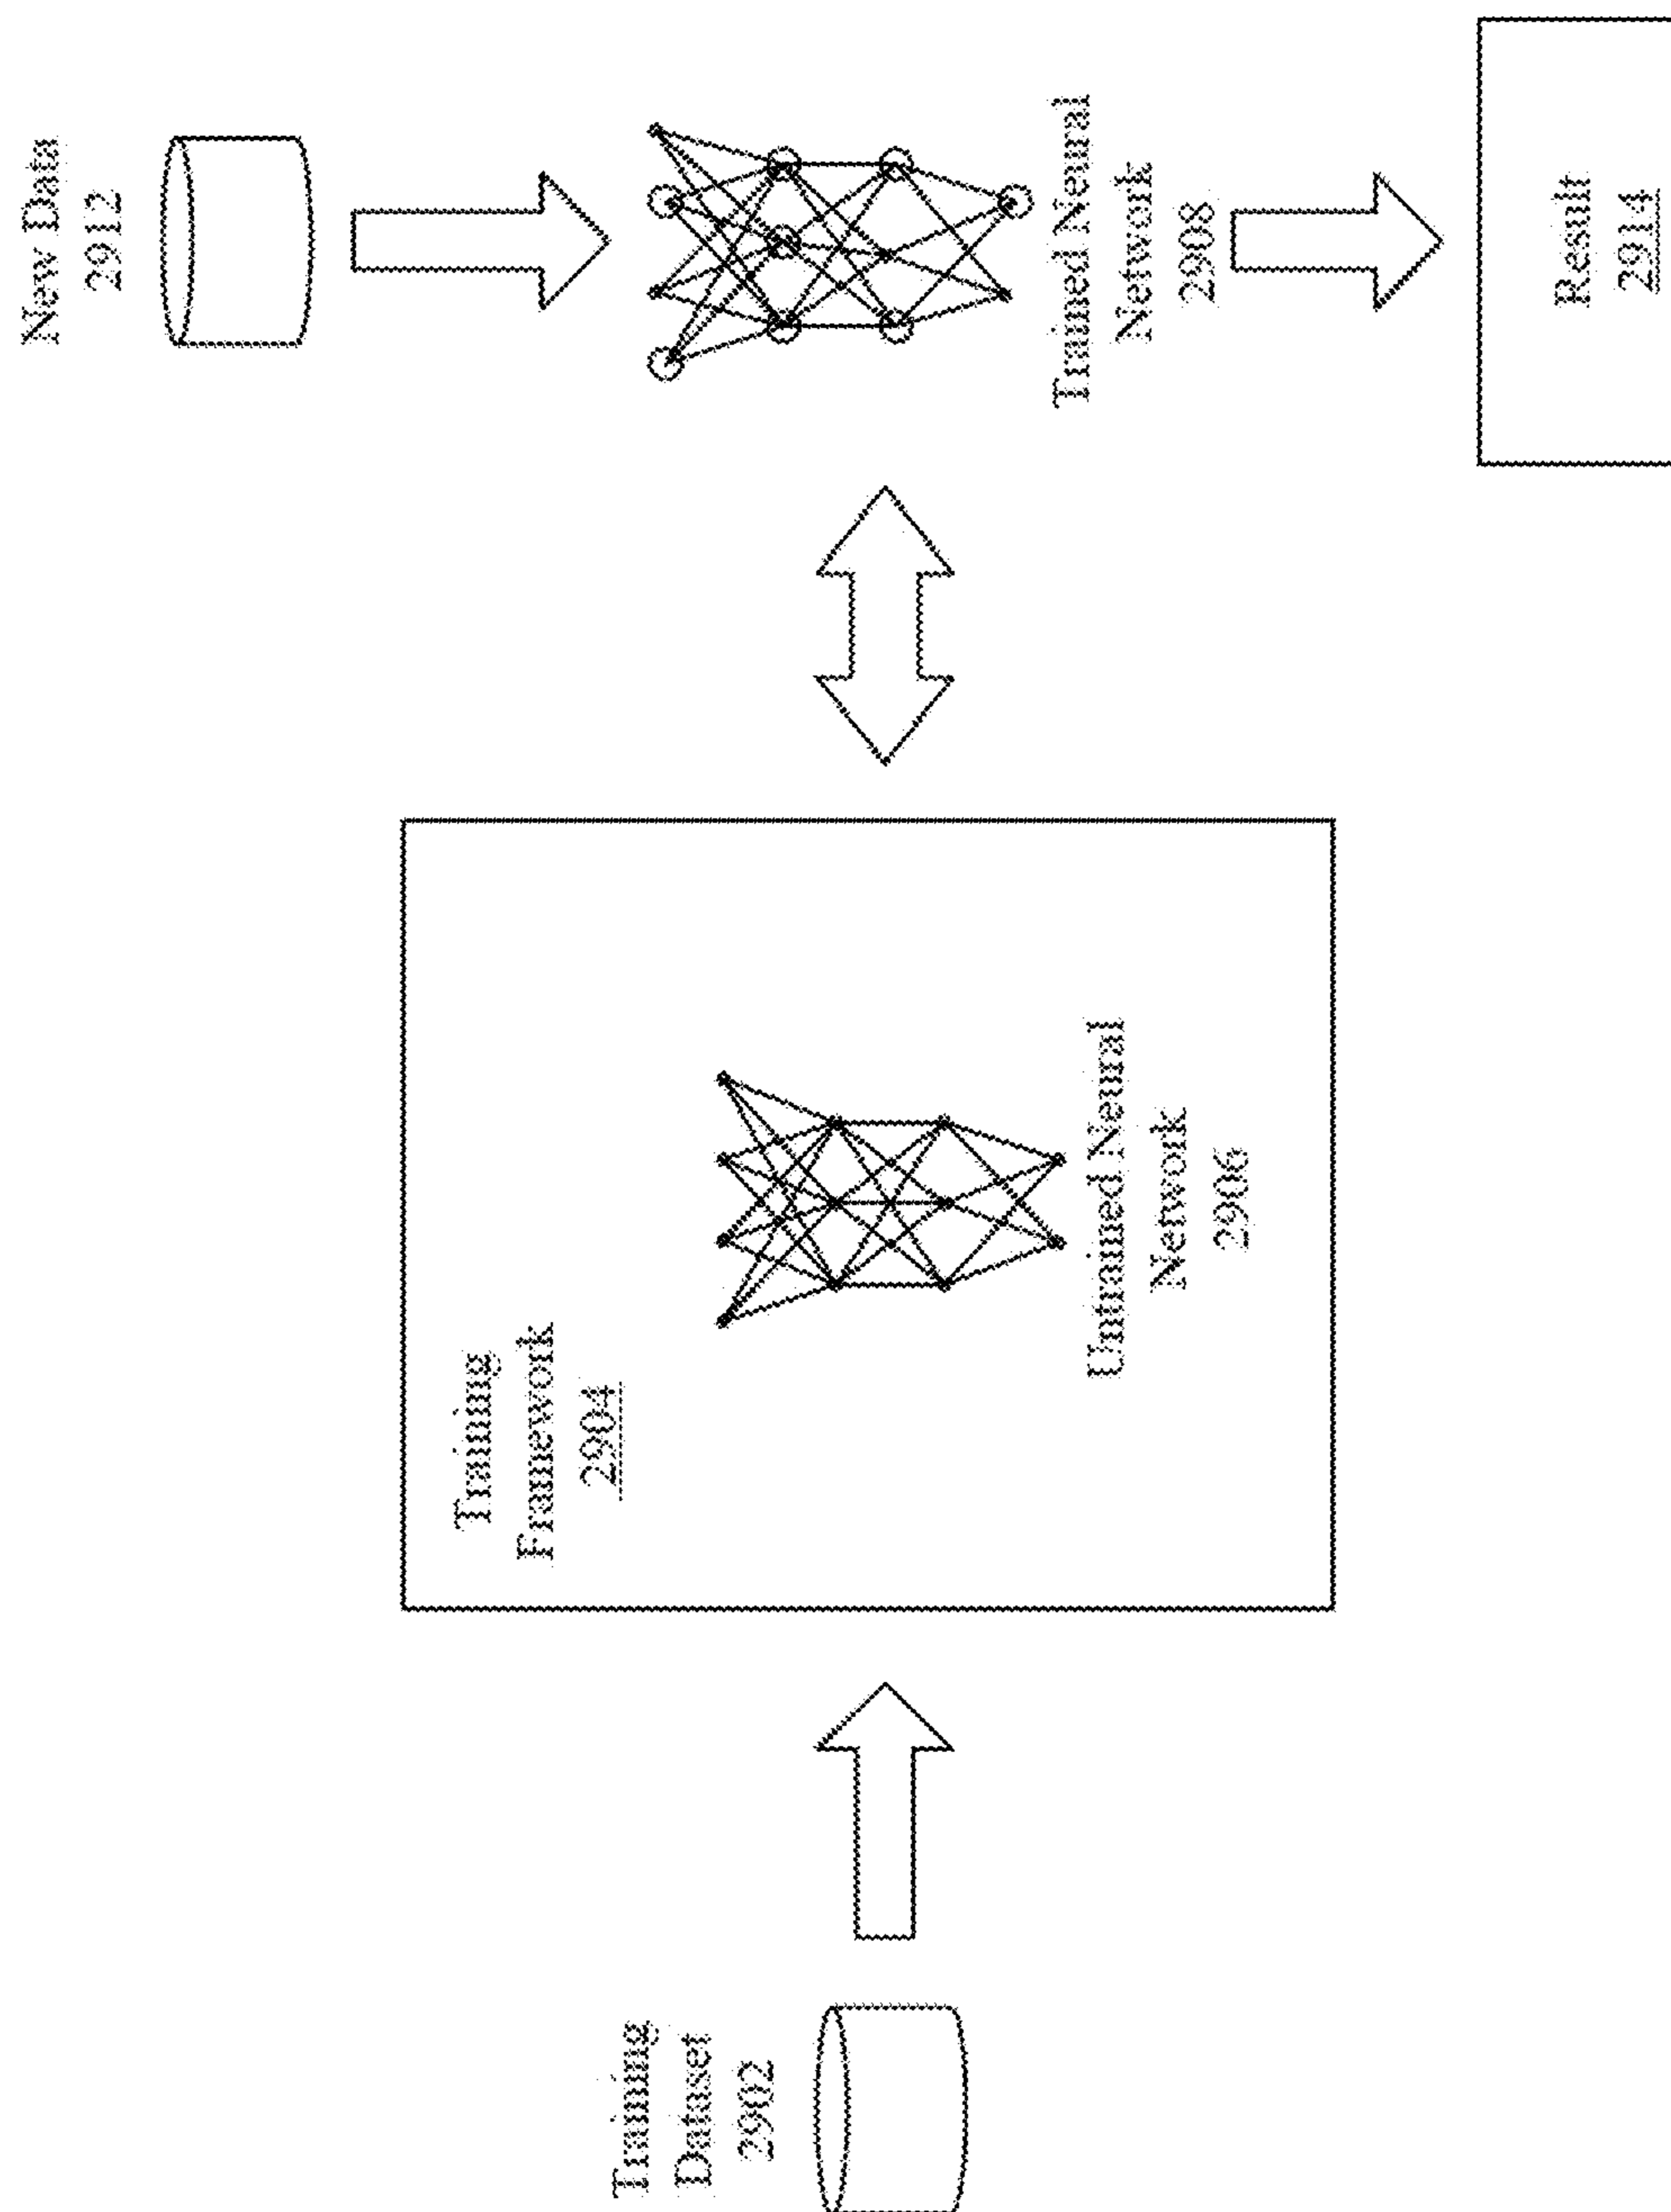 Training
Dataset
2902
Training
Framework
2904
Untrained Neural
Network
2906
New Data
2912
Trained Neural
Network
2908
Result
2914